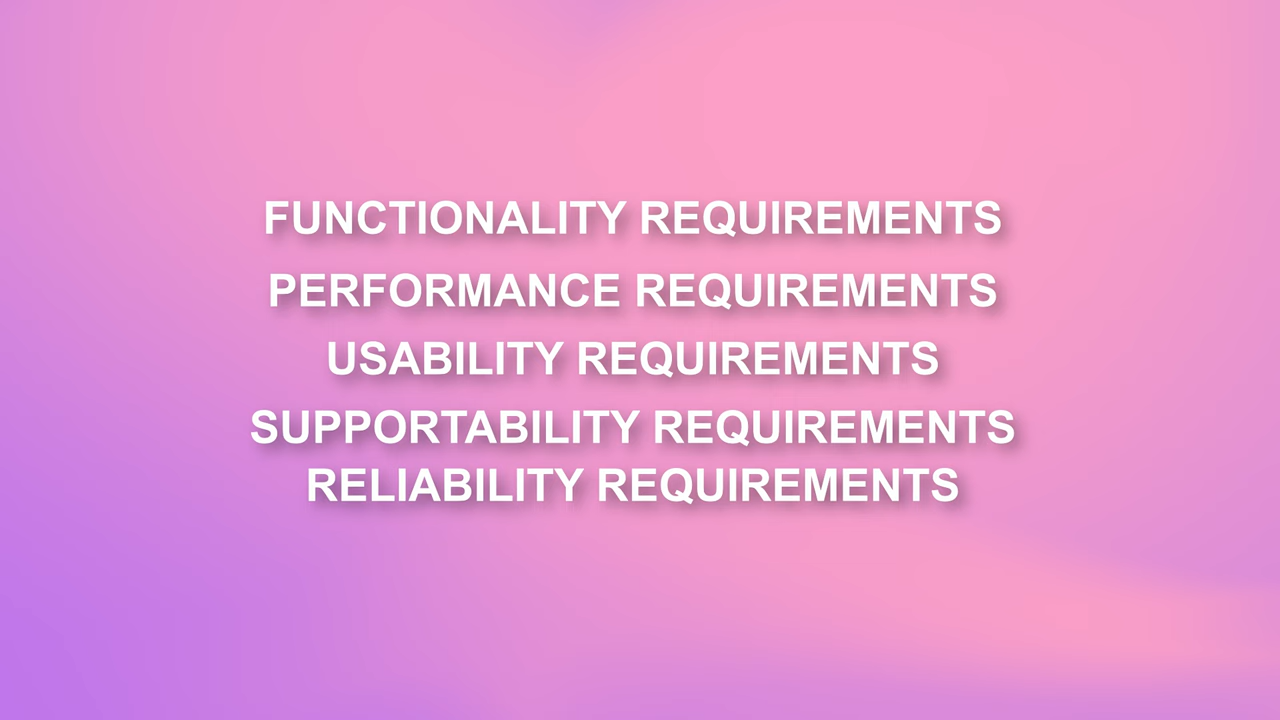 FUNCTIONALITY REQUIREMENTS
PERFORMANCE REQUIREMENTS
USABILITY REQUIREMENTS
SUPPORTABILITY REQUIREMENTS
RELIABILITY REQUIREMENTS